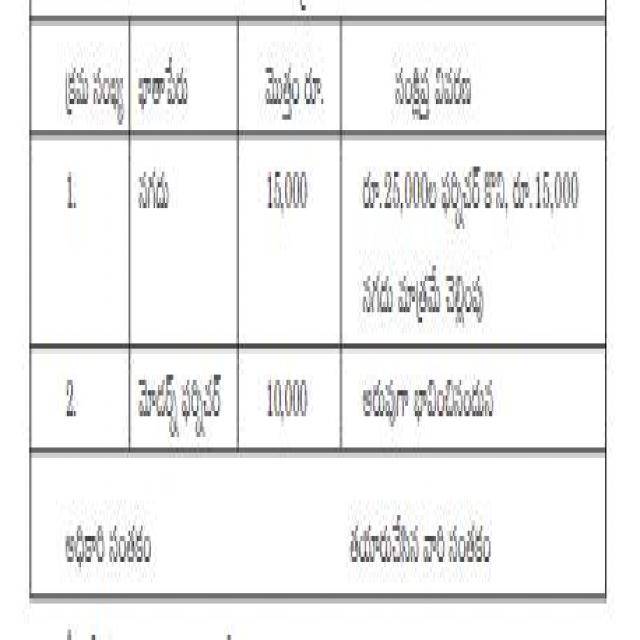 క్రమ సంఖ్య ఖాతా పేరు మొత్తం రూ. సంక్షిప్త వివరణ
1. నగదు 15,000 రూ.25,000ల ఫర్నిచర్ కొని, రూ.15,000
నగదు మాత్రమే చెల్లింపు
2. మోడర్న్ ఫర్నిచర్ 10,000 అరువుగా భావించినందున
అధికారి సంతకం తయారుచేసిన వారి సంతకం